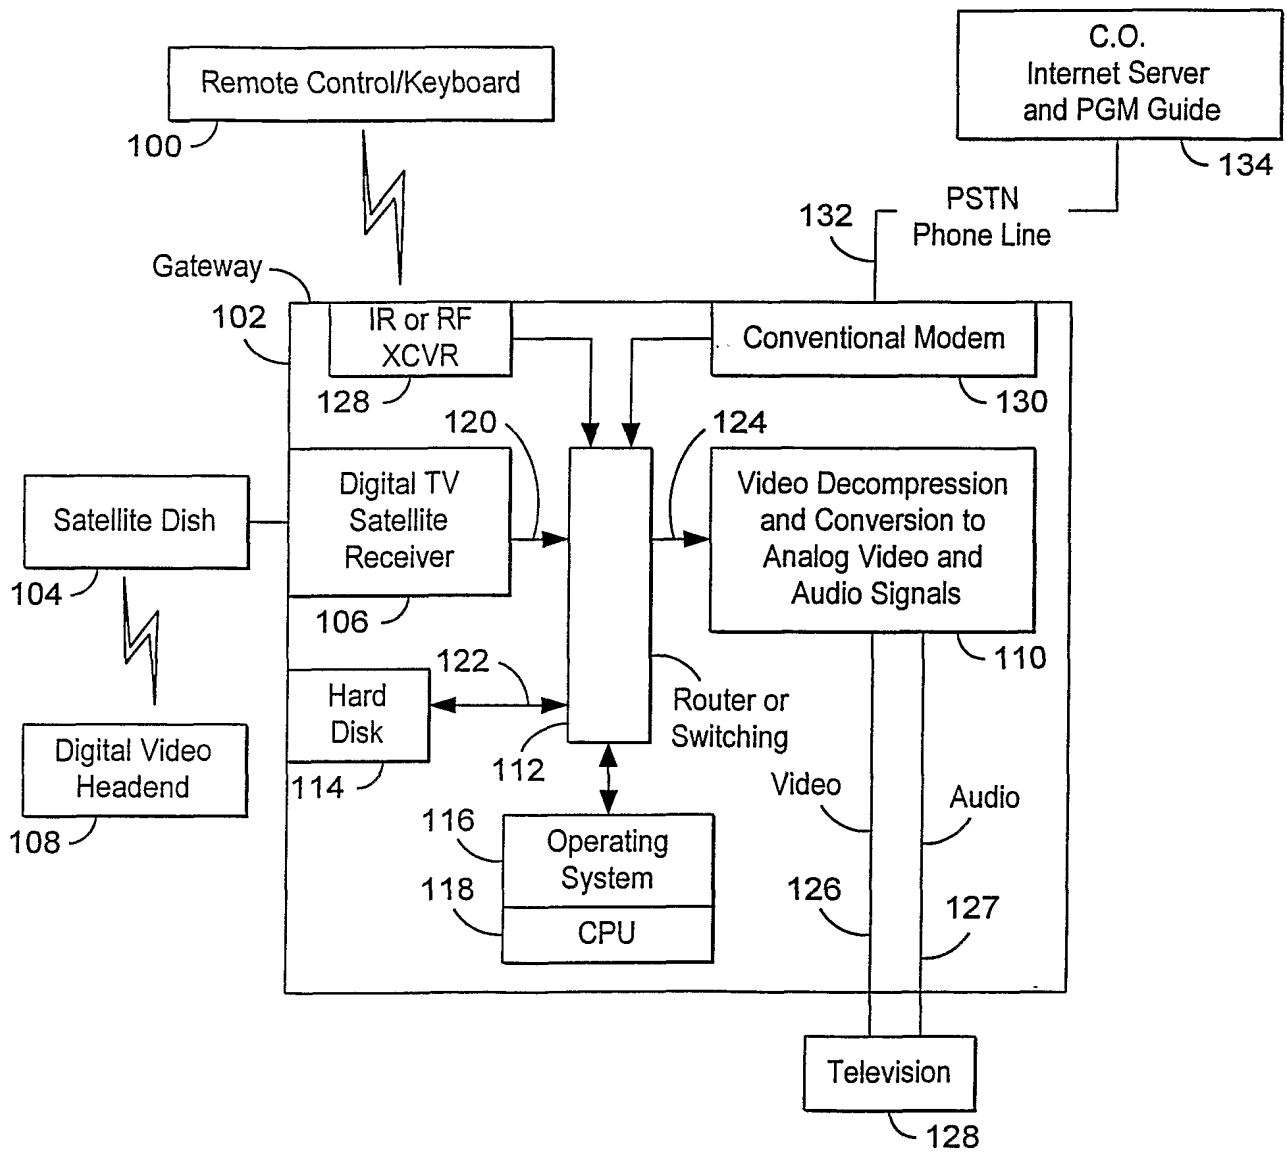 C.O.
Internet Server
and PGM Guide
134
Remote Control/Keyboard
100
132
PSTN
Phone Line
Gateway
102
IR or RF
XCVR
128
Conventional Modem
130
120
124
Satellite Dish
104
Digital TV
Satellite
Receiver
106
Video Decompression
and Conversion to
Analog Video and
Audio Signals
110
122
Hard
Disk
114
112
Router or
Switching
Digital Video
Headend
108
116
Operating
System
118
CPU
Video
Audio
126
127
Television
128